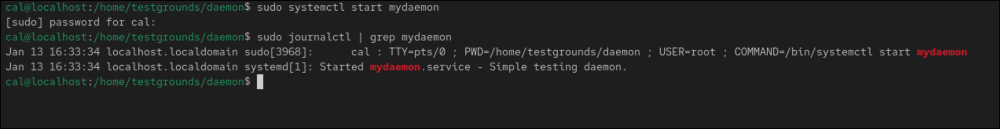 cal@localhost:/home/testgrounds/daemon$ sudo systemctl start mydaemon
[sudo] password for cal:
cal@localhost:/home/testgrounds/daemon$ sudo journalctl | grep mydaemon
Jan 13 16:33:34 localhost.localdomain sudo[3968]:      cal : TTY=pts/0 ; PWD=/home/testgrounds/daemon ; USER=root ; COMMAND=/bin/systemctl start mydaemon
Jan 13 16:33:34 localhost.localdomain systemd[1]: Started mydaemon.service - Simple testing daemon.
cal@localhost:/home/testgrounds/daemon$